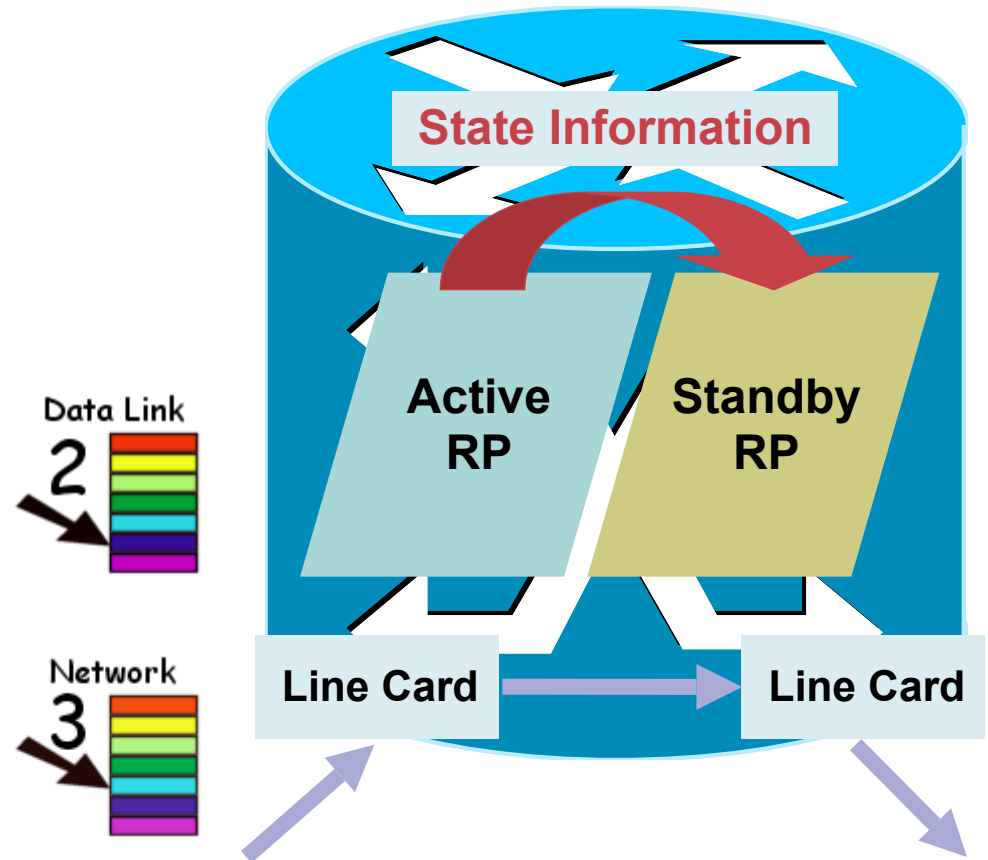 State Information
Active
RP
Standby
RP
Data Link
2
Network
3
Line Card
Line Card